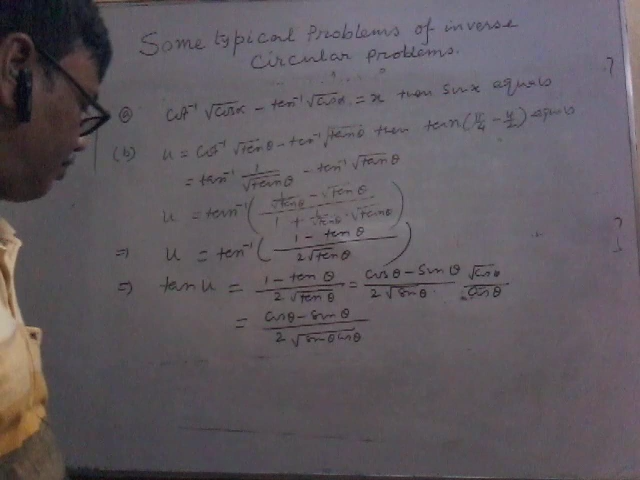 Some typical Problems of inverse
Circular Problems.
(a) Cot⁻¹ √cosα - tan⁻¹ √cosα = x then sinx equals
(b) u = Cot⁻¹ √tanθ - tan⁻¹ √tanθ then tan(π/4 - u/2) equals
= tan⁻¹ 1/√tanθ - tan⁻¹ √tanθ
u = tan⁻¹ ( (1/√tanθ - √tanθ) / (1 + 1/√tanθ · √tanθ) )
⇒ u = tan⁻¹ ( (1 - tanθ) / (2√tanθ) )
⇒ tan u = (1 - tanθ) / (2√tanθ) = (cosθ - sinθ) / (2√sinθ) · √cosθ / cosθ
= (cosθ - sinθ) / (2√sinθcosθ)